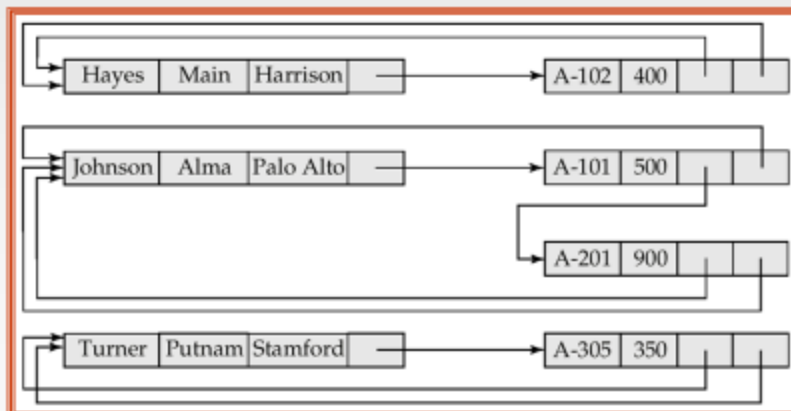 Hayes Main Harrison A-102 400
Johnson Alma Palo Alto A-101 500
A-201 900
Turner Putnam Stamford A-305 350